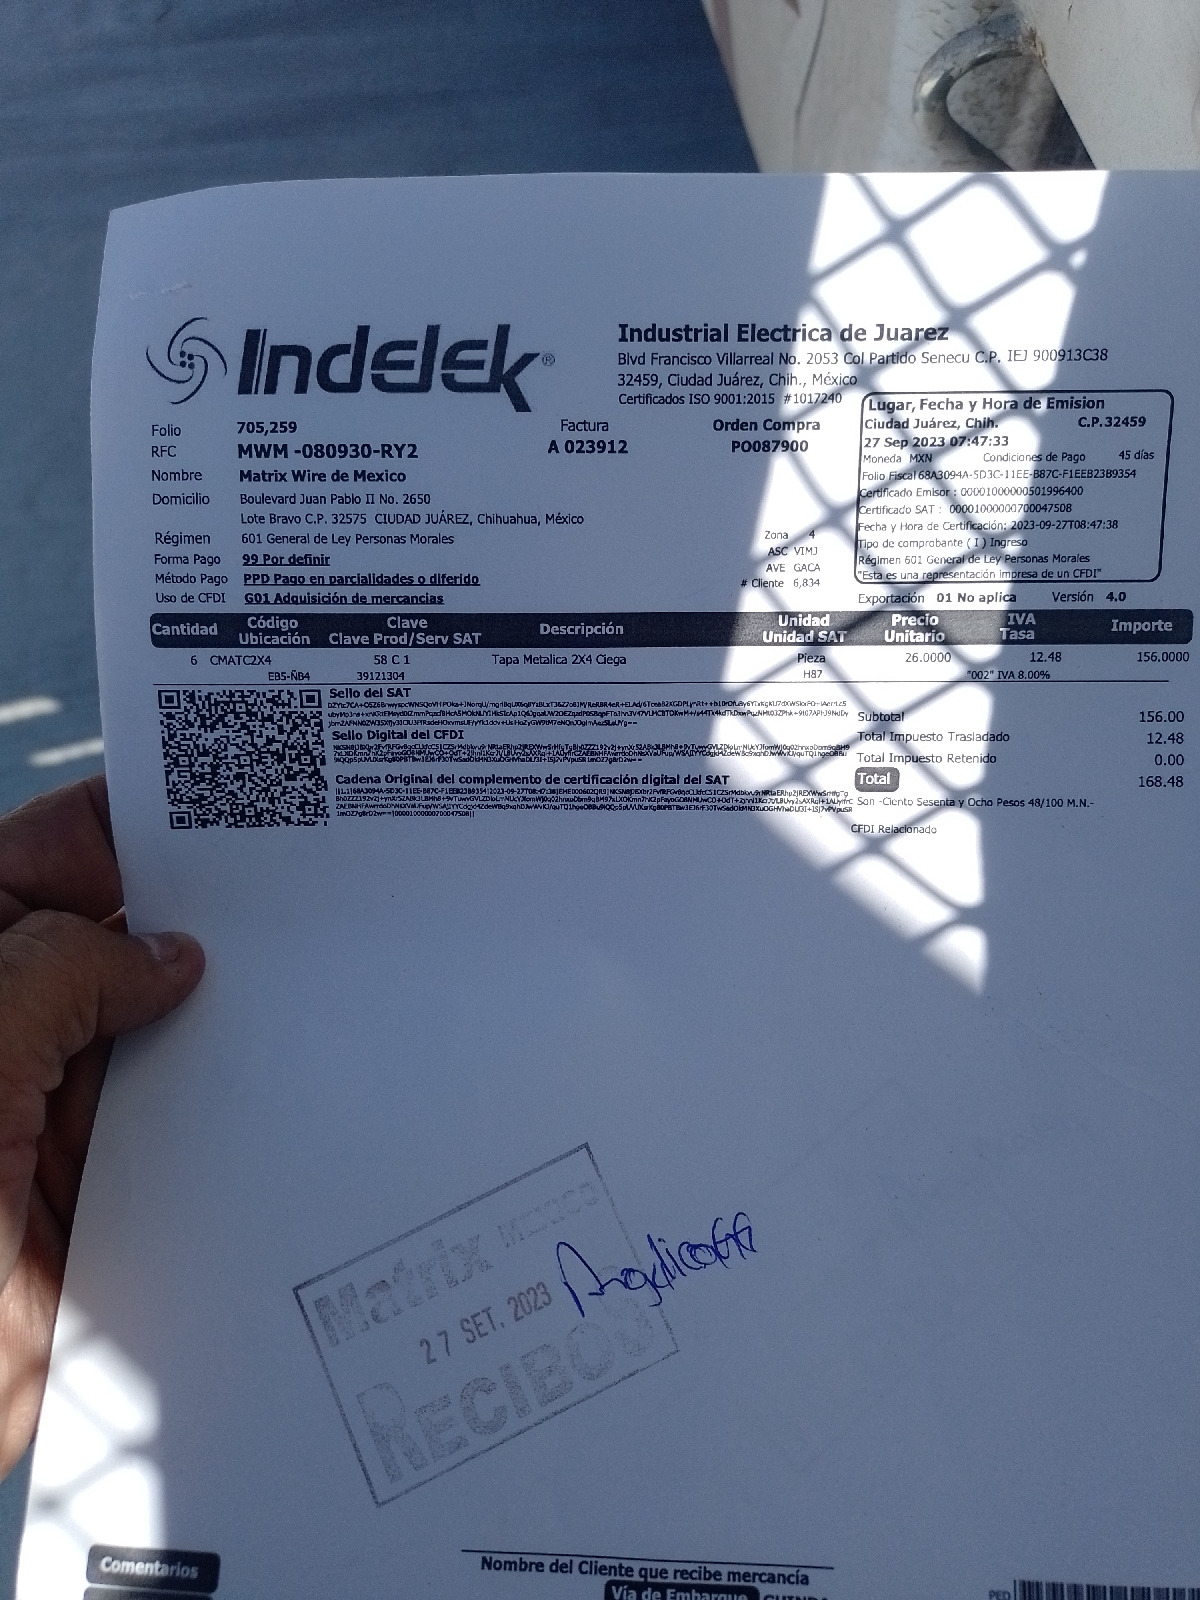 Indelek®
Industrial Electrica de Juarez
Blvd Francisco Villarreal No. 2053 Col Partido Senecu C.P. IEJ 900913C38
32459, Ciudad Juárez, Chih., México
Certificados ISO 9001:2015 #1017240
Folio 705,259
Factura
A 023912
Orden Compra
PO087900
RFC MWM -080930-RY2
Nombre Matrix Wire de Mexico
Domicilio Boulevard Juan Pablo II No. 2650
Lote Bravo C.P. 32575 CIUDAD JUÁREZ, Chihuahua, México
Régimen 601 General de Ley Personas Morales
Forma Pago 99 Por definir
Método Pago PPD Pago en parcialidades o diferido
Uso de CFDI G01 Adquisición de mercancias
Zona 4
ASC VIMJ
AVE GACA
# Cliente 6,834
Lugar, Fecha y Hora de Emision
Ciudad Juárez, Chih. C.P.32459
27 Sep 2023 07:47:33
Moneda MXN Condiciones de Pago 45 días
Folio Fiscal 68A3094A-5D3C-11EE-B87C-F1EEB23B9354
Certificado Emisor : 00001000000501996400
Certificado SAT : 00001000000700047508
Fecha y Hora de Certificación: 2023-09-27T08:47:38
Tipo de comprobante ( I ) Ingreso
Régimen 601 General de Ley Personas Morales
"Esta es una representación impresa de un CFDI"
Exportación 01 No aplica Versión 4.0
Cantidad Código Ubicación Clave Clave Prod/Serv SAT Descripción Unidad Unidad SAT Precio Unitario IVA Tasa Importe
6 CMATC2X4 58 C 1 Tapa Metalica 2X4 Ciega Pieza 26.0000 12.48 156.0000
EB5-ÑB4 39121304 H87 "002" IVA 8.00%
Sello del SAT
Sello Digital del CFDI
Cadena Original del complemento de certificación digital del SAT
Subtotal 156.00
Total Impuesto Trasladado 12.48
Total Impuesto Retenido 0.00
Total 168.48
Son -Ciento Sesenta y Ocho Pesos 48/100 M.N.-
CFDI Relacionado
Matrix MEXICO
27 SET. 2023
RECIBO
Comentarios
Nombre del Cliente que recibe mercancía
Vía de Embarque
PED